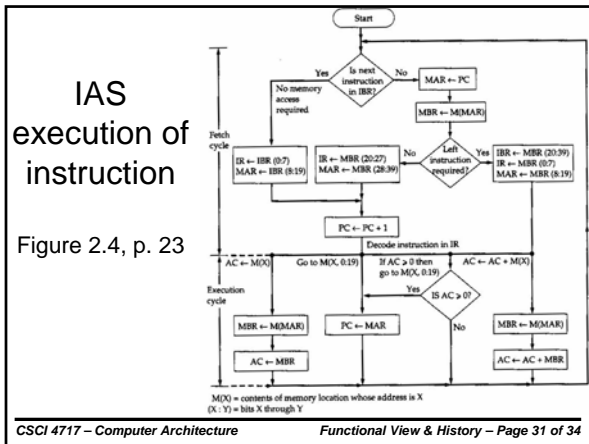 IAS
execution of
instruction
Figure 2.4, p. 23
Start
Is next
instruction
in IBR?
Yes
No
No memory
access
required
MAR ← PC
MBR ← M(MAR)
Fetch
cycle
Left
instruction
required?
No
Yes
IR ← IBR (0:7)
MAR ← IBR (8:19)
IR ← MBR (20:27)
MAR ← MBR (28:39)
IBR ← MBR (20:39)
IR ← MBR (0:7)
MAR ← MBR (8:19)
PC ← PC + 1
Decode instruction in IR
AC ← M(X)
Go to M(X, 0:19)
If AC ≥ 0 then
go to M(X, 0:19)
AC ← AC + M(X)
Execution
cycle
Yes
IS AC ≥ 0?
No
MBR ← M(MAR)
PC ← MAR
MBR ← M(MAR)
AC ← MBR
AC ← AC + MBR
M(X) = contents of memory location whose address is X
(X : Y) = bits X through Y
CSCI 4717 – Computer Architecture
Functional View & History – Page 31 of 34